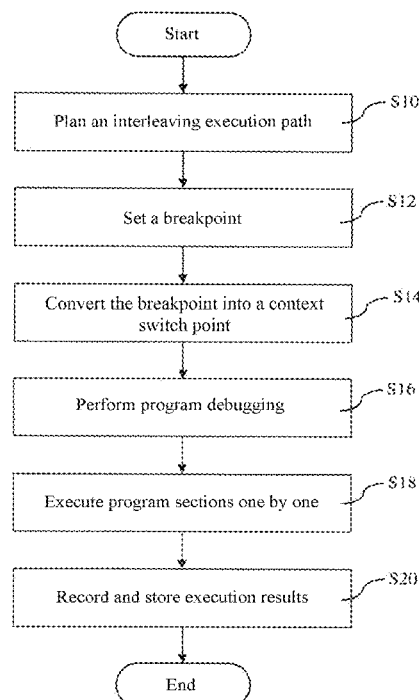 Start
Plan an interleaving execution path
S10
Set a breakpoint
S12
Convert the breakpoint into a context
switch point
S14
Perform program debugging
S16
Execute program sections one by one
S18
Record and store execution results
S20
End